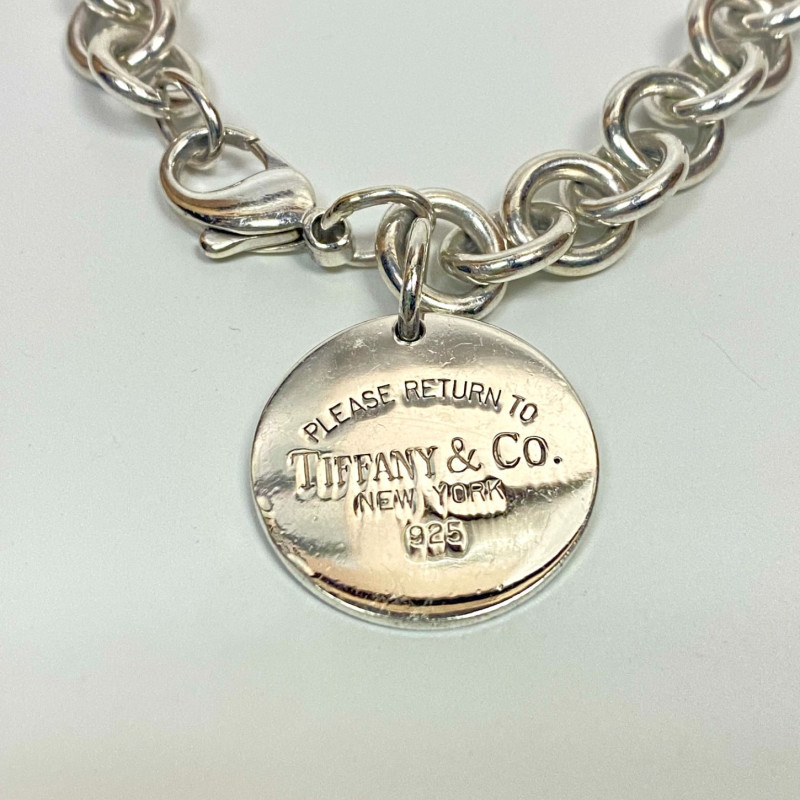 PLEASE RETURN TO
TIFFANY & CO.
NEW YORK
925